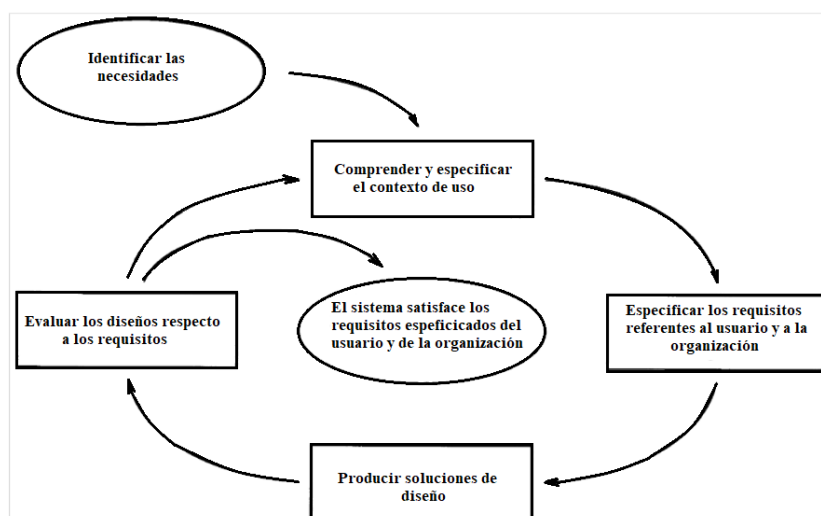 Identificar las
necesidades
Comprender y especificar
el contexto de uso
Evaluar los diseños respecto
a los requisitos
El sistema satisface los
requisitos espeficicados del
usuario y de la organización
Especificar los requisitos
referentes al usuario y a la
organización
Producir soluciones de
diseño